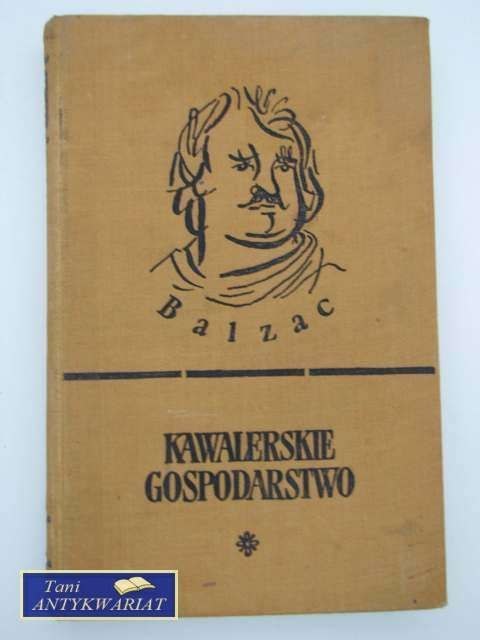 Balzac
KAWALERSKIE
GOSPODARSTWO
Tani
ANTYKWARIAT